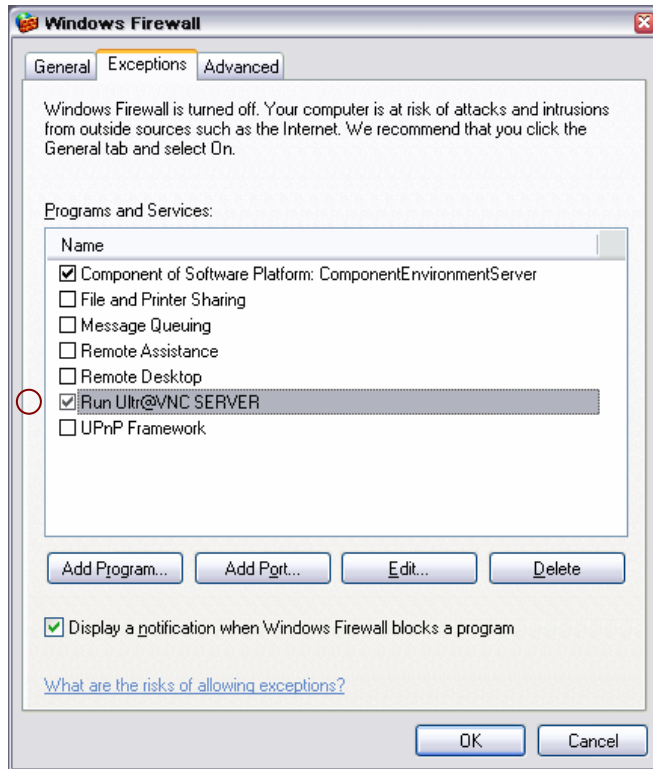 Windows Firewall
General Exceptions Advanced
Windows Firewall is turned off. Your computer is at risk of attacks and intrusions
from outside sources such as the Internet. We recommend that you click the
General tab and select On.
Programs and Services:
Name
Component of Software Platform: ComponentEnvironmentServer
File and Printer Sharing
Message Queuing
Remote Assistance
Remote Desktop
Run Ultr@VNC SERVER
UPnP Framework
Add Program... Add Port... Edit... Delete
Display a notification when Windows Firewall blocks a program
What are the risks of allowing exceptions?
OK Cancel